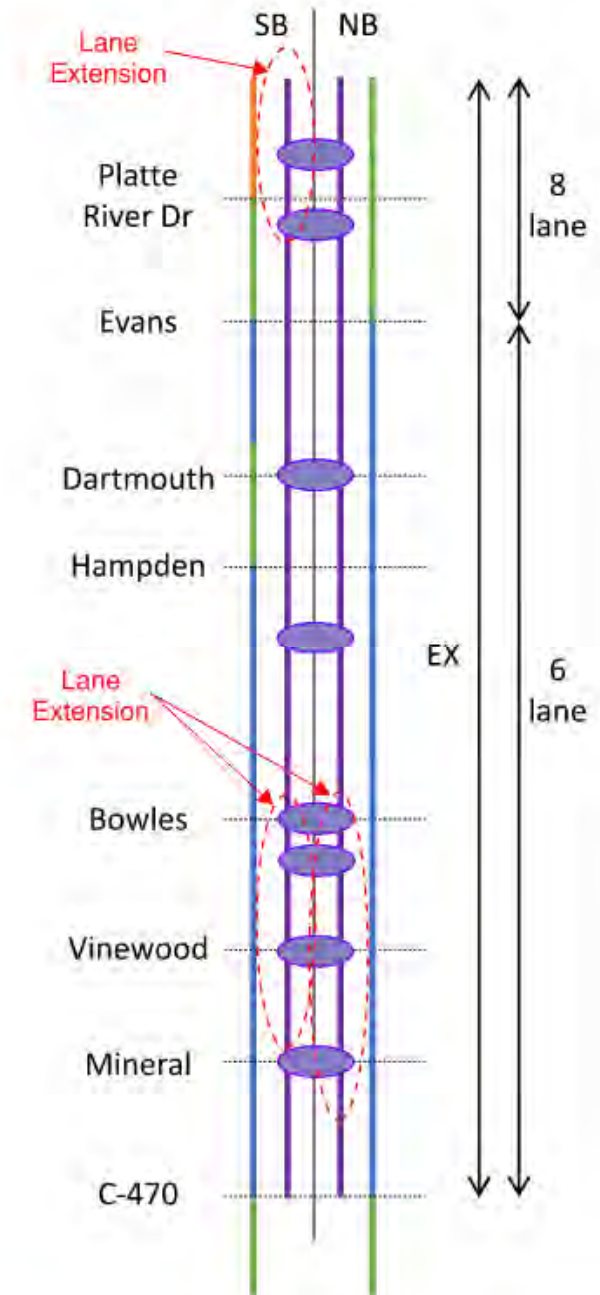 SB NB
Lane
Extension
Platte
River Dr
8
lane
Evans
Dartmouth
Hampden
EX
Lane
Extension
6
lane
Bowles
Vinewood
Mineral
C-470